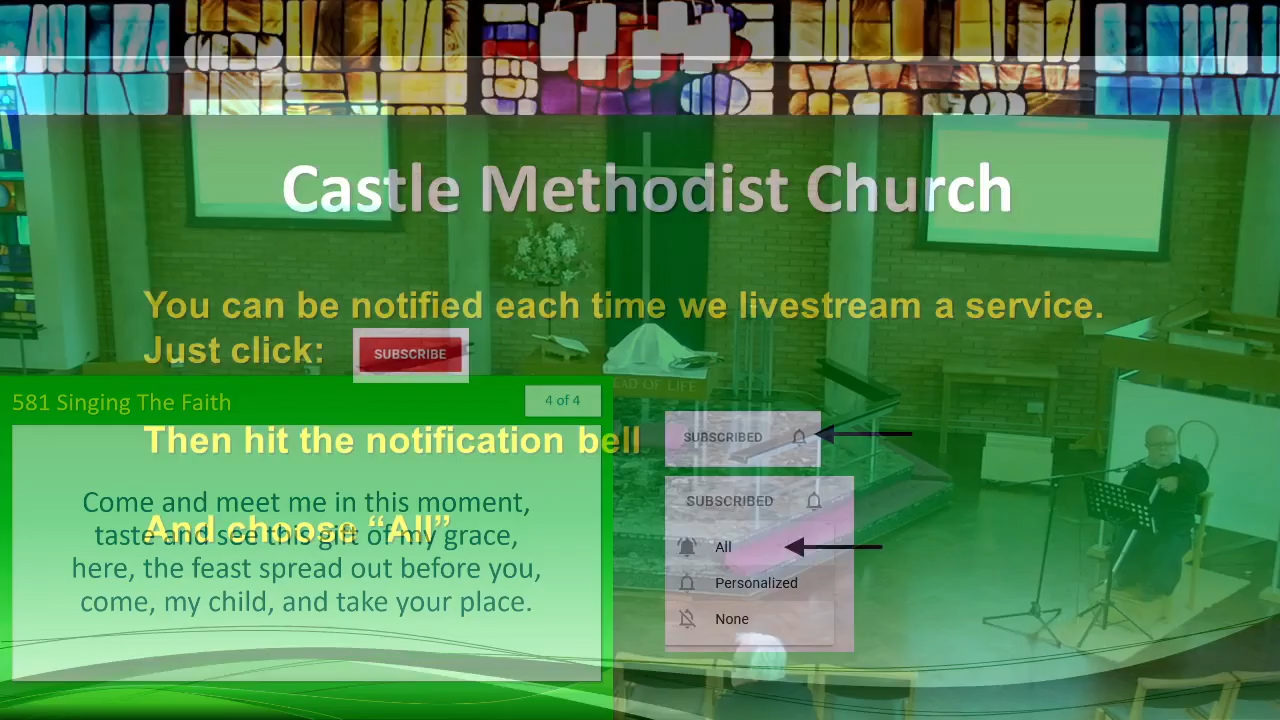 Castle Methodist Church
You can be notified each time we livestream a service.
Just click:
SUBSCRIBE
EAD OF LIFE
581 Singing The Faith
4 of 4
Then hit the notification bell
SUBSCRIBED
Come and meet me in this moment,
And choose “All”
taste and see this gift of my grace,
here, the feast spread out before you,
come, my child, and take your place.
SUBSCRIBED
All
Personalized
None